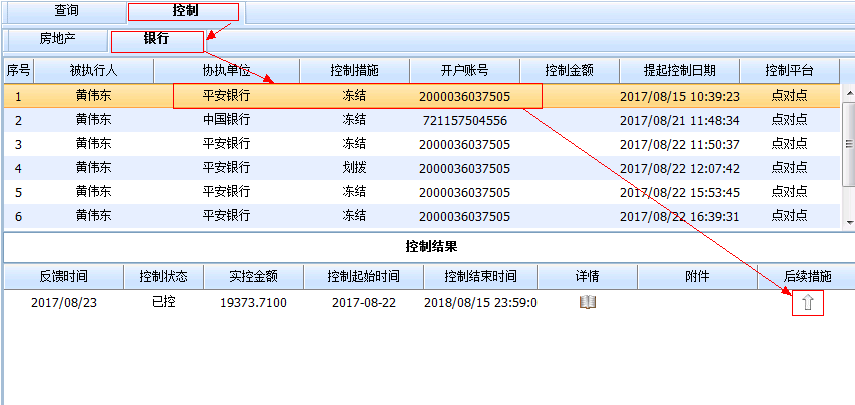 查询 控制
房地产 银行
序号 被执行人 协执单位 控制措施 开户账号 控制金额 提起控制日期 控制平台
1 黄伟东 平安银行 冻结 2000036037505 2017/08/15 10:39:23 点对点
2 黄伟东 中国银行 冻结 721157504556 2017/08/21 11:48:34 点对点
3 黄伟东 平安银行 冻结 2000036037505 2017/08/22 11:50:37 点对点
4 黄伟东 平安银行 划拨 2000036037505 2017/08/22 12:07:42 点对点
5 黄伟东 平安银行 冻结 2000036037505 2017/08/22 15:53:45 点对点
6 黄伟东 平安银行 冻结 2000036037505 2017/08/22 16:39:31 点对点
控制结果
反馈时间 控制状态 实控金额 控制起始时间 控制结束时间 详情 附件 后续措施
2017/08/23 已控 19373.7100 2017-08-22 2018/08/15 23:59:0